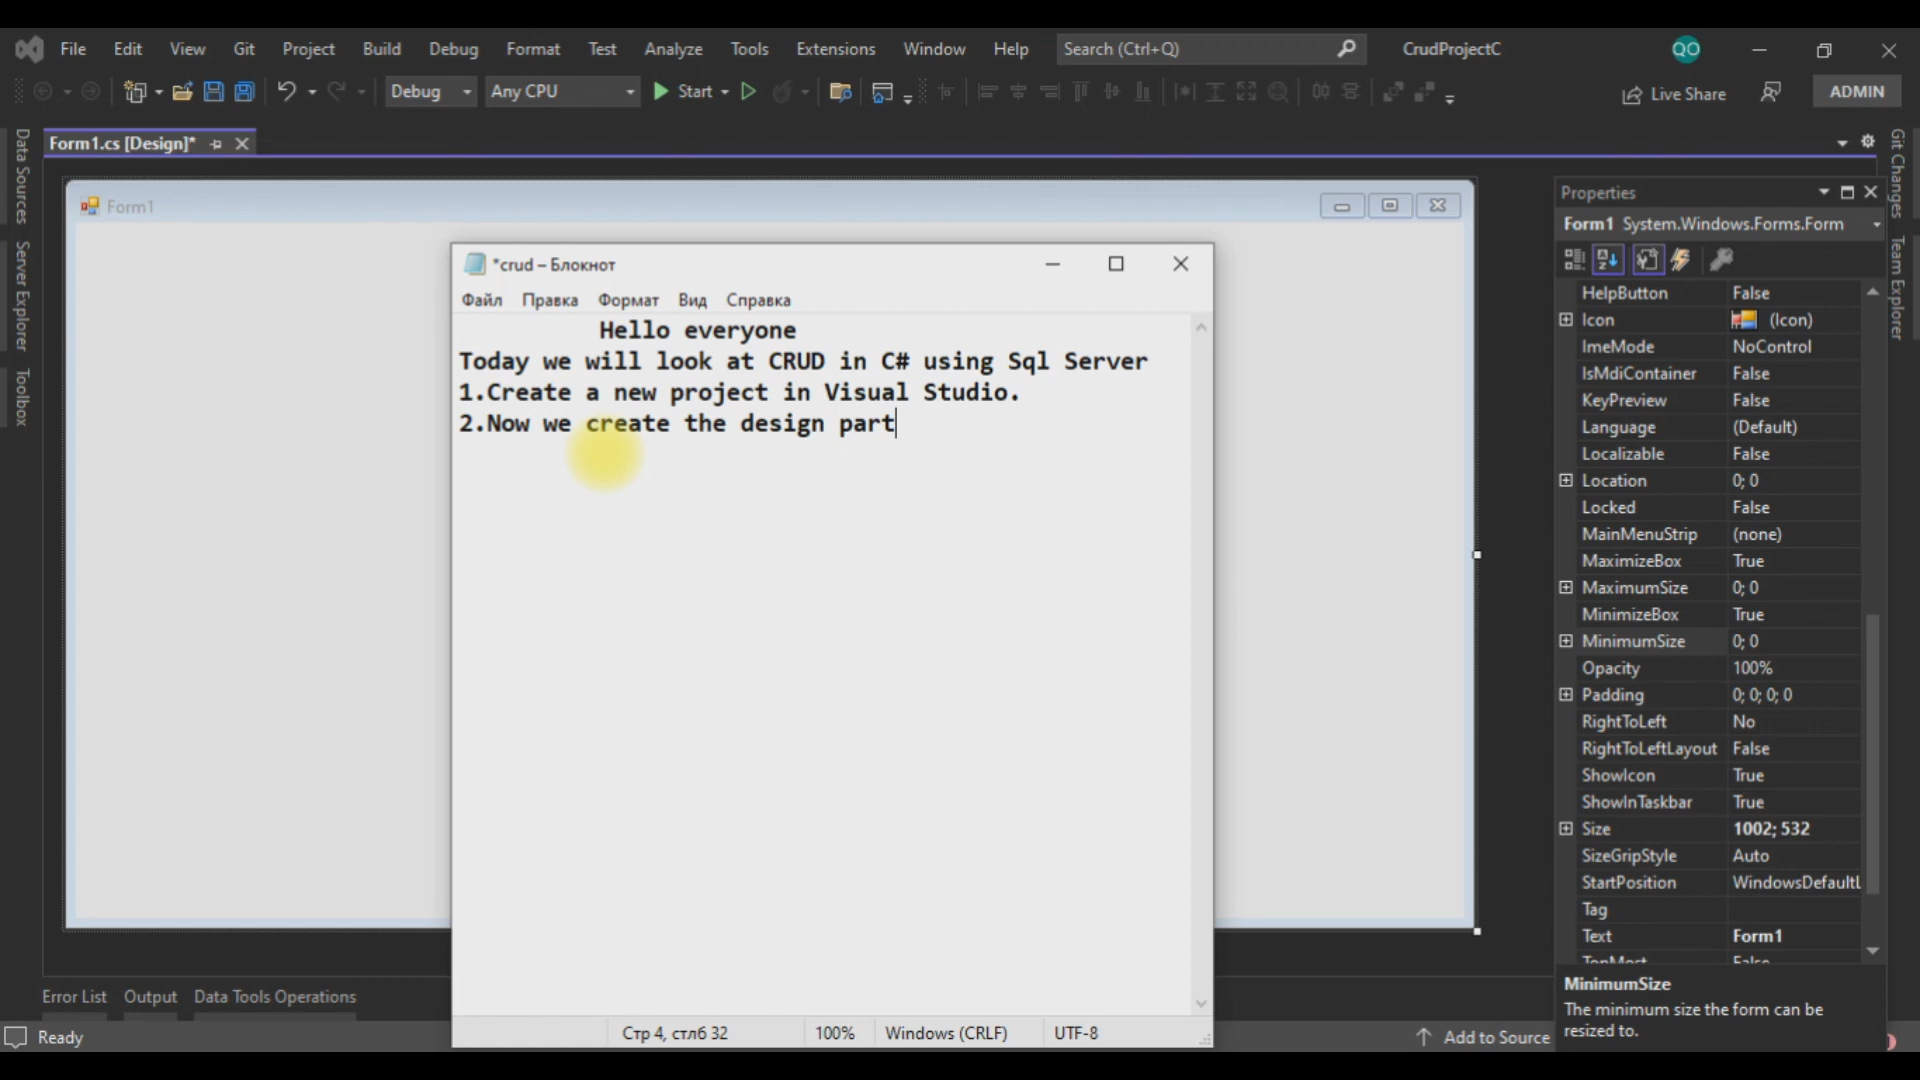 File Edit View Git Project Build Debug Format Test Analyze Tools Extensions Window Help Search (Ctrl+Q) CrudProjectC QO
Debug Any CPU Start Live Share ADMIN
Form1.cs [Design]*
Data Sources
Server Explorer
Toolbox
Form1
*crud – Блокнот
Файл Правка Формат Вид Справка
Hello everyone
Today we will look at CRUD in C# using Sql Server
1.Create a new project in Visual Studio.
2.Now we create the design part
Стр 4, стлб 32 100% Windows (CRLF) UTF-8
Properties
Form1 System.Windows.Forms.Form
HelpButton False
Icon (Icon)
ImeMode NoControl
IsMdiContainer False
KeyPreview False
Language (Default)
Localizable False
Location 0; 0
Locked False
MainMenuStrip (none)
MaximizeBox True
MaximumSize 0; 0
MinimizeBox True
MinimumSize 0; 0
Opacity 100%
Padding 0; 0; 0; 0
RightToLeft No
RightToLeftLayout False
ShowIcon True
ShowInTaskbar True
Size 1002; 532
SizeGripStyle Auto
StartPosition WindowsDefaultL
Tag
Text Form1
TopMost False
MinimumSize
The minimum size the form can be
resized to.
Git Changes
Team Explorer
Error List Output Data Tools Operations
Ready Add to Source